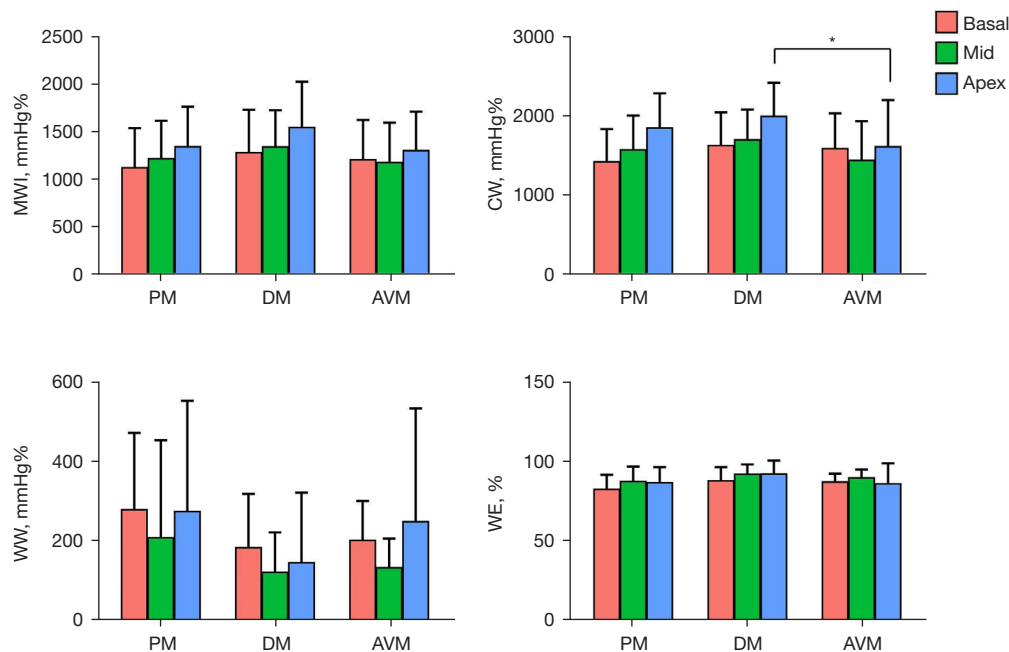 Basal
Mid
Apex
MWI, mmHg%
2500
2000
1500
1000
500
0
PM DM AVM
CW, mmHg%
3000
2000
1000
0
*
PM DM AVM
WW, mmHg%
600
400
200
0
PM DM AVM
WE, %
150
100
50
0
PM DM AVM